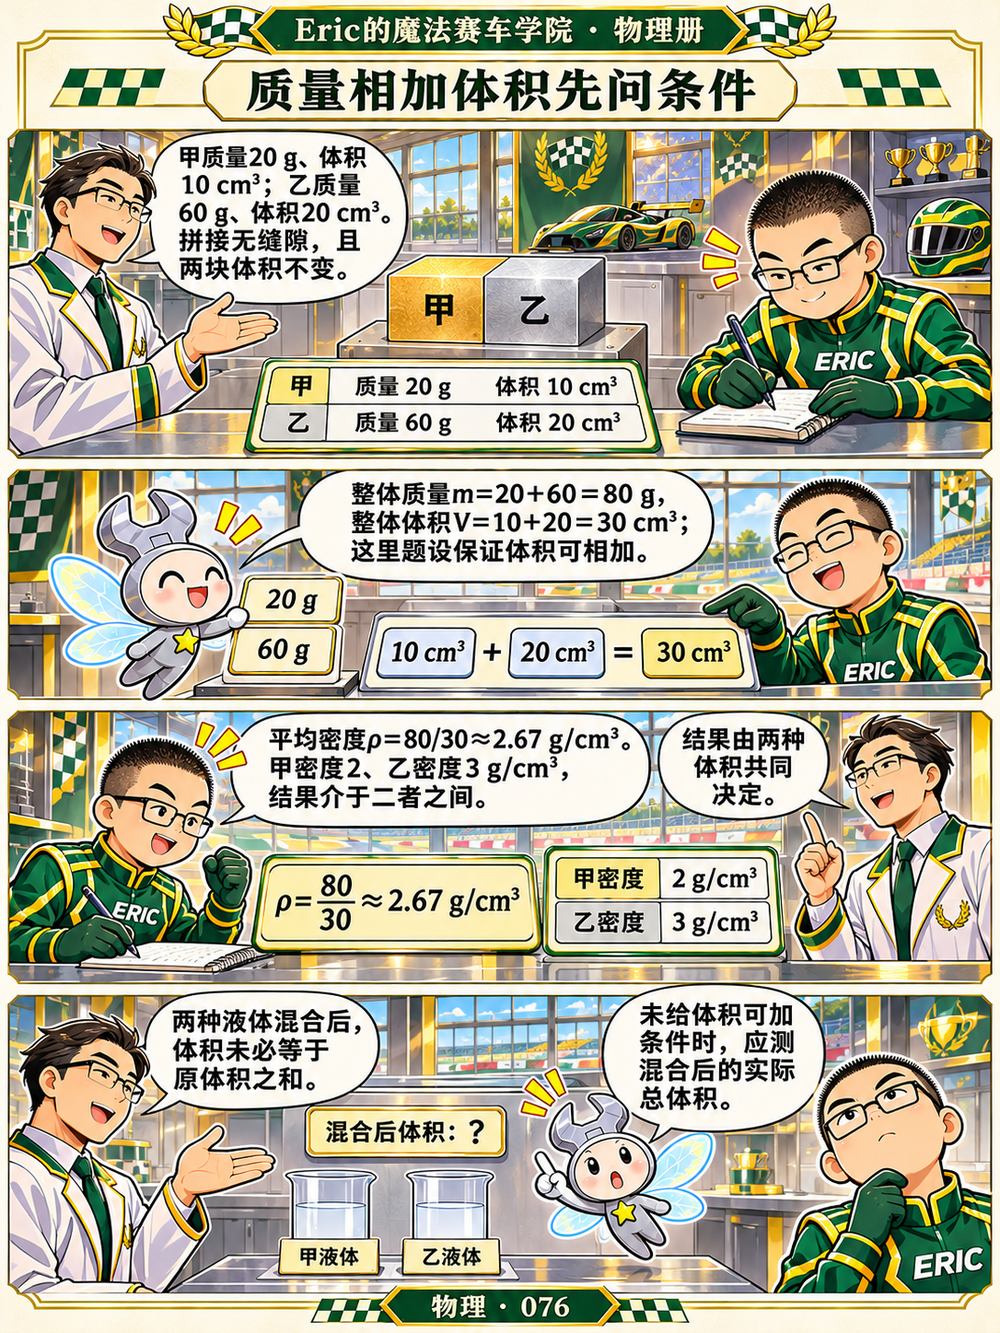 Eric的魔法赛车学院 · 物理册
质量相加体积先问条件
甲质量20 g、体积
10 cm³；乙质量
60 g、体积20 cm³。
拼接无缝隙，且
两块体积不变。
甲 乙
ERIC
甲 质量 20 g 体积 10 cm³
乙 质量 60 g 体积 20 cm³
整体质量m=20+60=80 g，
整体体积V=10+20=30 cm³；
这里题设保证体积可相加。
20 g
60 g
10 cm³ + 20 cm³ = 30 cm³
ERIC
平均密度ρ=80/30≈2.67 g/cm³。
甲密度2、乙密度3 g/cm³，
结果介于二者之间。
结果由两种
体积共同
决定。
ERIC
ρ=80/30≈2.67 g/cm³
甲密度 2 g/cm³
乙密度 3 g/cm³
两种液体混合后，
体积未必等于
原体积之和。
未给体积可加
条件时，应测
混合后的实际
总体积。
混合后体积：？
甲液体 乙液体
ERIC
物理 · 076